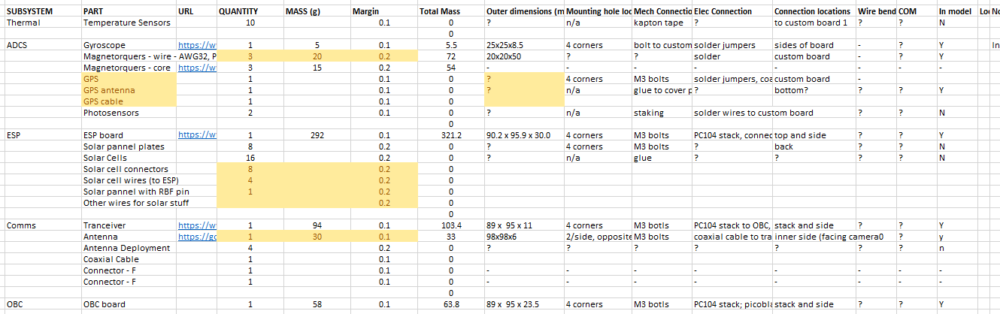 SUBSYSTEM PART URL QUANTITY MASS (g) Margin Total Mass Outer dimensions (m Mounting hole loc Mech Connectio Elec Connection Connection locations Wire bend COM In model Loc No
Thermal Temperature Sensors 10 0.1 0 ? n/a kapton tape ? to custom board 1 ? ? N
0
ADCS Gyroscope https://w 1 5 0.1 5.5 25x25x8.5 4 corners bolt to custom solder jumpers sides of board - ? Y In
Magnetorquers - wire - AWG32, P 3 20 0.2 72 20x20x50 ? ? solder custom board - ? Y
Magnetorquers - core https://w 3 15 0.2 54 - - - - - - - -
GPS 1 0.1 0 ? 4 corners M3 bolts solder jumpers, coa custom board -
GPS antenna 1 0.1 0 ? n/a glue to cover p ? bottom? ? ? Y
GPS cable 1 0.1 0
Photosensors 2 0.1 0 ? n/a staking solder wires to custom board ? ? N
0
ESP ESP board https://w 1 292 0.1 321.2 90.2 x 95.9 x 30.0 4 corners M3 bolts PC104 stack, connec top and side ? ? Y
Solar pannel plates 8 0.2 0 ? 4 corners M3 bolts ? back ? ? N
Solar Cells 16 0.2 0 ? n/a glue ? ? ? ? N
Solar cell connectors 8 0.2 0
Solar cell wires (to ESP) 4 0.2 0
Solar pannel with RBF pin 1 0.2 0
Other wires for solar stuff 0.2 0
0
Comms Tranceiver https://w 1 94 0.1 103.4 89 x 95 x 11 4 corners M3 botls PC104 stack to OBC, stack and side ? ? Y
Antenna https://go 1 30 0.1 33 98x98x6 2/side, opposite M3 bolts coaxial cable to tra inner side (facing camera0 ? y
Antenna Deployment 4 0.2 0 ? ? ? ? ? ? ? n
Coaxial Cable 1 0.1 0
Connector - F 1 0.1 0 - - - - - - - -
Connector - F 1 0.1 0 - - - - - - - -
0
OBC OBC board 1 58 0.1 63.8 89 x 95 x 23.5 4 corners M3 botls PC104 stack; picobla stack and side ? ? Y